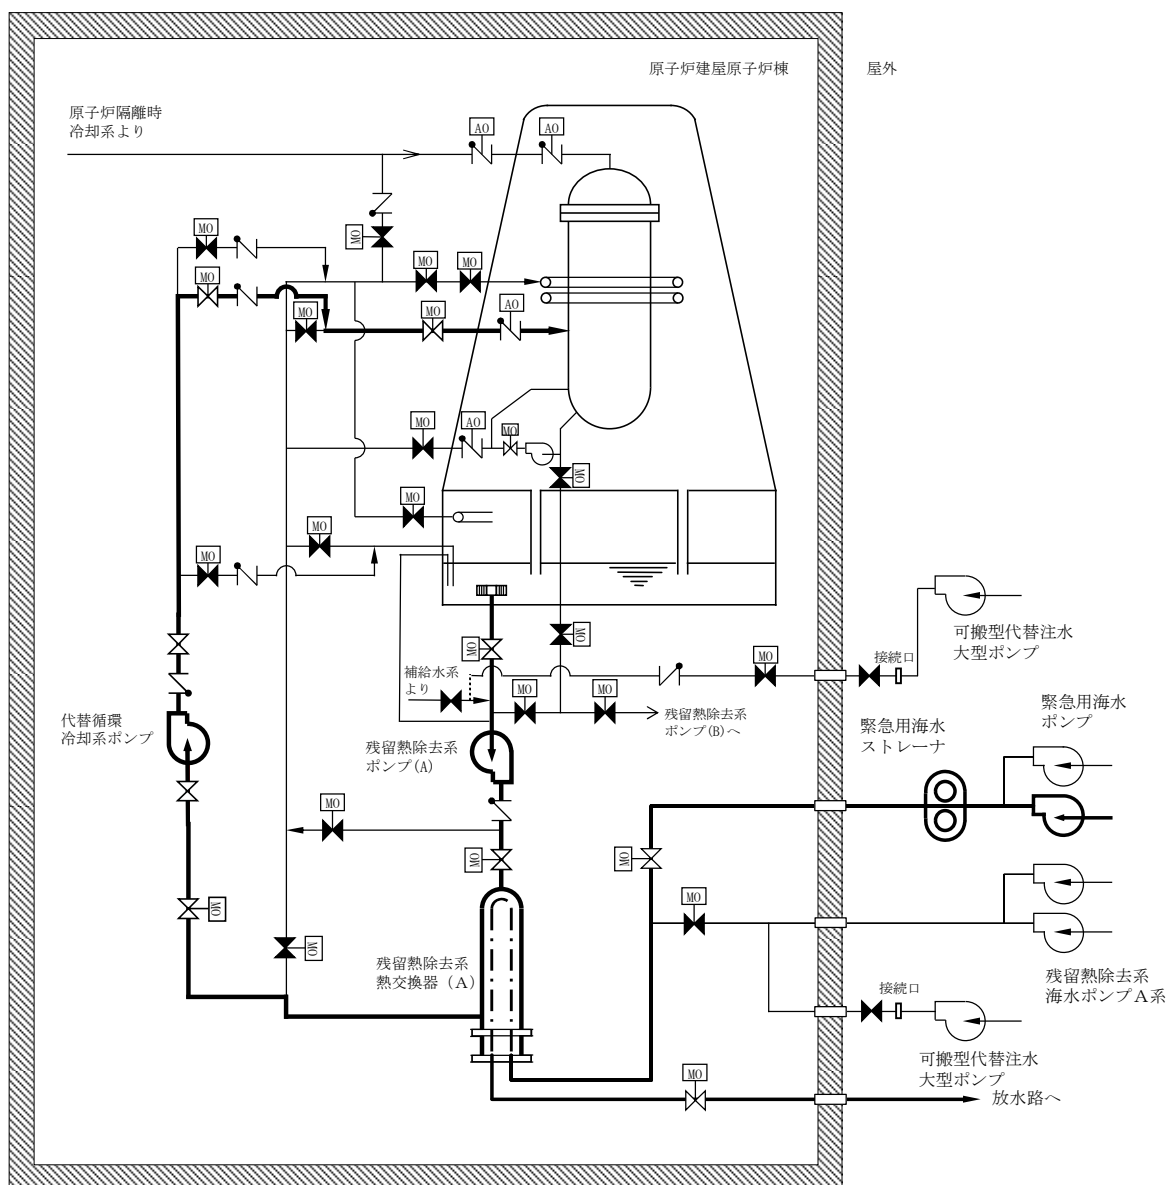 原子炉建屋原子炉棟
屋外
原子炉隔離時
冷却系より
AO
AO
MO
MO
MO
MO
MO
AO
MO
MO
MO
AO
MO
MO
MO
MO
MO
MO
MO
補給水系
より
MO
MO
MO
接続口
可搬型代替注水
大型ポンプ
残留熱除去系
ポンプ(B)へ
代替循環
冷却系ポンプ
残留熱除去系
ポンプ(A)
緊急用海水
ストレーナ
緊急用海水
ポンプ
MO
MO
MO
MO
MO
MO
残留熱除去系
熱交換器(A)
接続口
残留熱除去系
海水ポンプA系
可搬型代替注水
大型ポンプ
MO
放水路へ